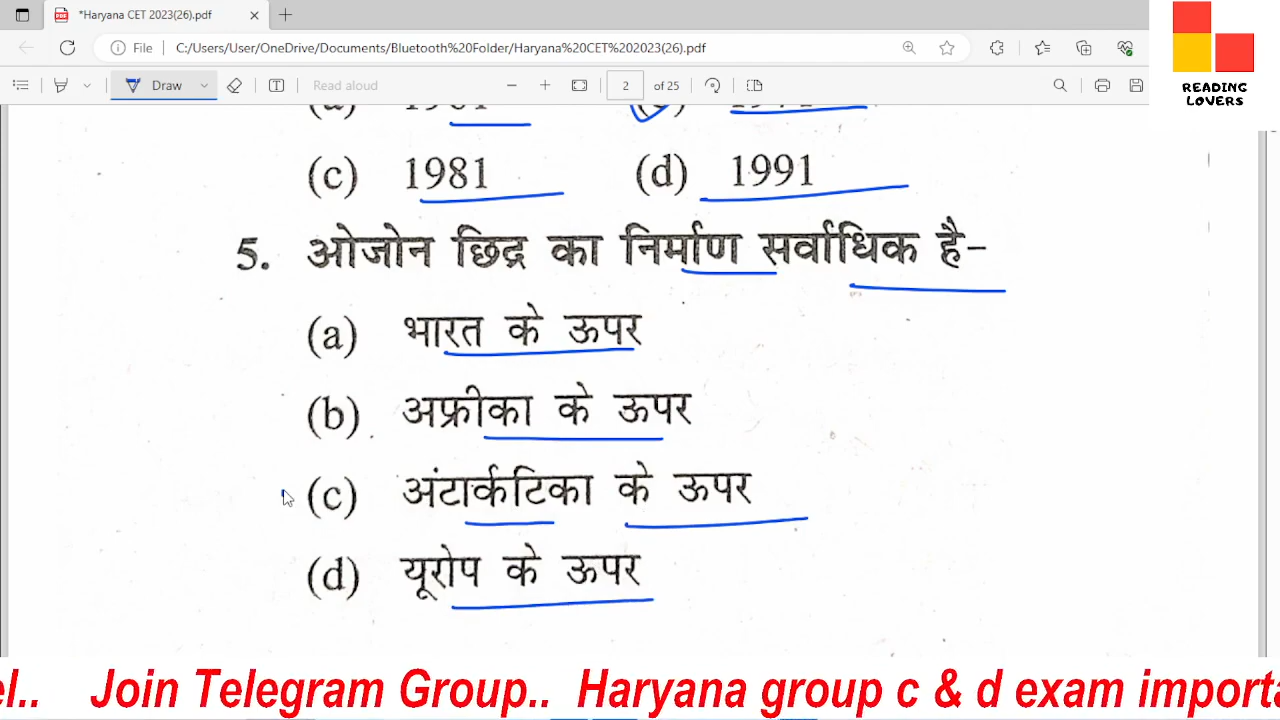 *Haryana CET 2023(26).pdf
File C:/Users/User/OneDrive/Documents/Bluetooth%20Folder/Haryana%20CET%202023(26).pdf
Draw Read aloud 2 of 25
READING
LOVERS
(c) 1981 (d) 1991
5. ओजोन छिद्र का निर्माण सर्वाधिक है-
(a) भारत के ऊपर
(b) अफ्रीका के ऊपर
(c) अंटार्कटिका के ऊपर
(d) यूरोप के ऊपर
Join Telegram Group.. Haryana group c & d exam